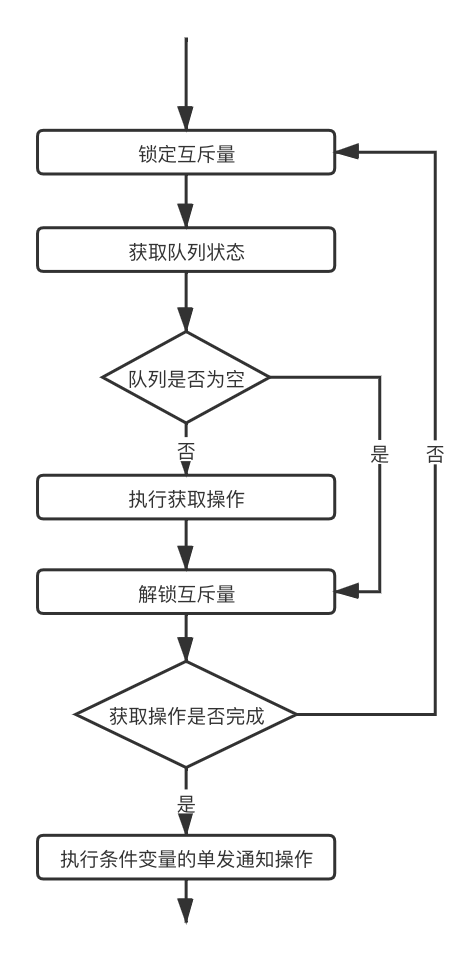 锁定互斥量
获取队列状态
队列是否为空
否
是
否
执行获取操作
解锁互斥量
获取操作是否完成
是
执行条件变量的单发通知操作